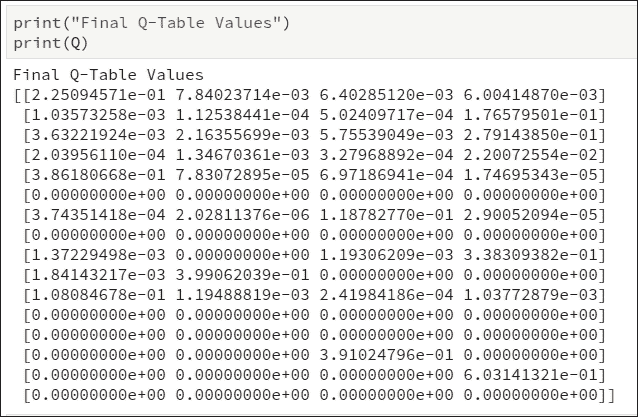 print("Final Q-Table Values")
print(Q)
Final Q-Table Values
[[2.25094571e-01 7.84023714e-03 6.40285120e-03 6.00414870e-03]
[1.03573258e-03 1.12538441e-04 5.02409717e-04 1.76579501e-01]
[3.63221924e-03 2.16355699e-03 5.75539049e-03 2.79143850e-01]
[2.03956110e-04 1.34670361e-03 3.27968892e-04 2.20072554e-02]
[3.86180668e-01 7.83072895e-05 6.97186941e-04 1.74695343e-05]
[0.00000000e+00 0.00000000e+00 0.00000000e+00 0.00000000e+00]
[3.74351418e-04 2.02811376e-06 1.18782770e-01 2.90052094e-05]
[0.00000000e+00 0.00000000e+00 0.00000000e+00 0.00000000e+00]
[1.37229498e-03 0.00000000e+00 1.19306209e-03 3.38309382e-01]
[1.84143217e-03 3.99062039e-01 0.00000000e+00 0.00000000e+00]
[1.08084678e-01 1.19488819e-03 2.41984186e-04 1.03772879e-03]
[0.00000000e+00 0.00000000e+00 0.00000000e+00 0.00000000e+00]
[0.00000000e+00 0.00000000e+00 0.00000000e+00 0.00000000e+00]
[0.00000000e+00 0.00000000e+00 3.91024796e-01 0.00000000e+00]
[0.00000000e+00 0.00000000e+00 0.00000000e+00 6.03141321e-01]
[0.00000000e+00 0.00000000e+00 0.00000000e+00 0.00000000e+00]]